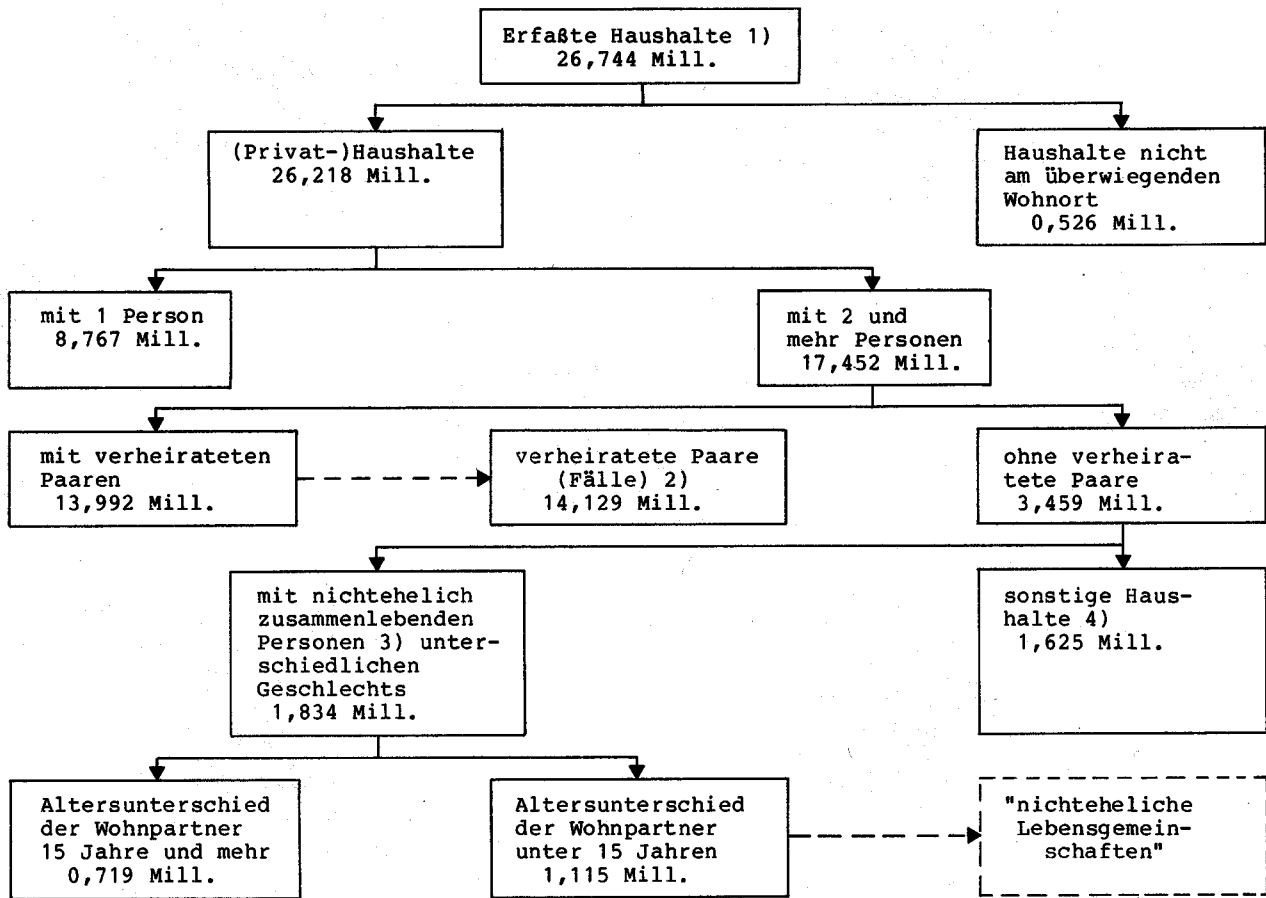 Erfaßte Haushalte 1)
26,744 Mill.
(Privat-)Haushalte
26,218 Mill.
Haushalte nicht
am überwiegenden
Wohnort
0,526 Mill.
mit 1 Person
8,767 Mill.
mit 2 und
mehr Personen
17,452 Mill.
mit verheirateten
Paaren
13,992 Mill.
verheiratete Paare
(Fälle) 2)
14,129 Mill.
ohne verheira-
tete Paare
3,459 Mill.
mit nichtehelich
zusammenlebenden
Personen 3) unter-
schiedlichen
Geschlechts
1,834 Mill.
sonstige Haus-
halte 4)
1,625 Mill.
Altersunterschied
der Wohnpartner
15 Jahre und mehr
0,719 Mill.
Altersunterschied
der Wohnpartner
unter 15 Jahren
1,115 Mill.
"nichteheliche
Lebensgemein-
schaften"